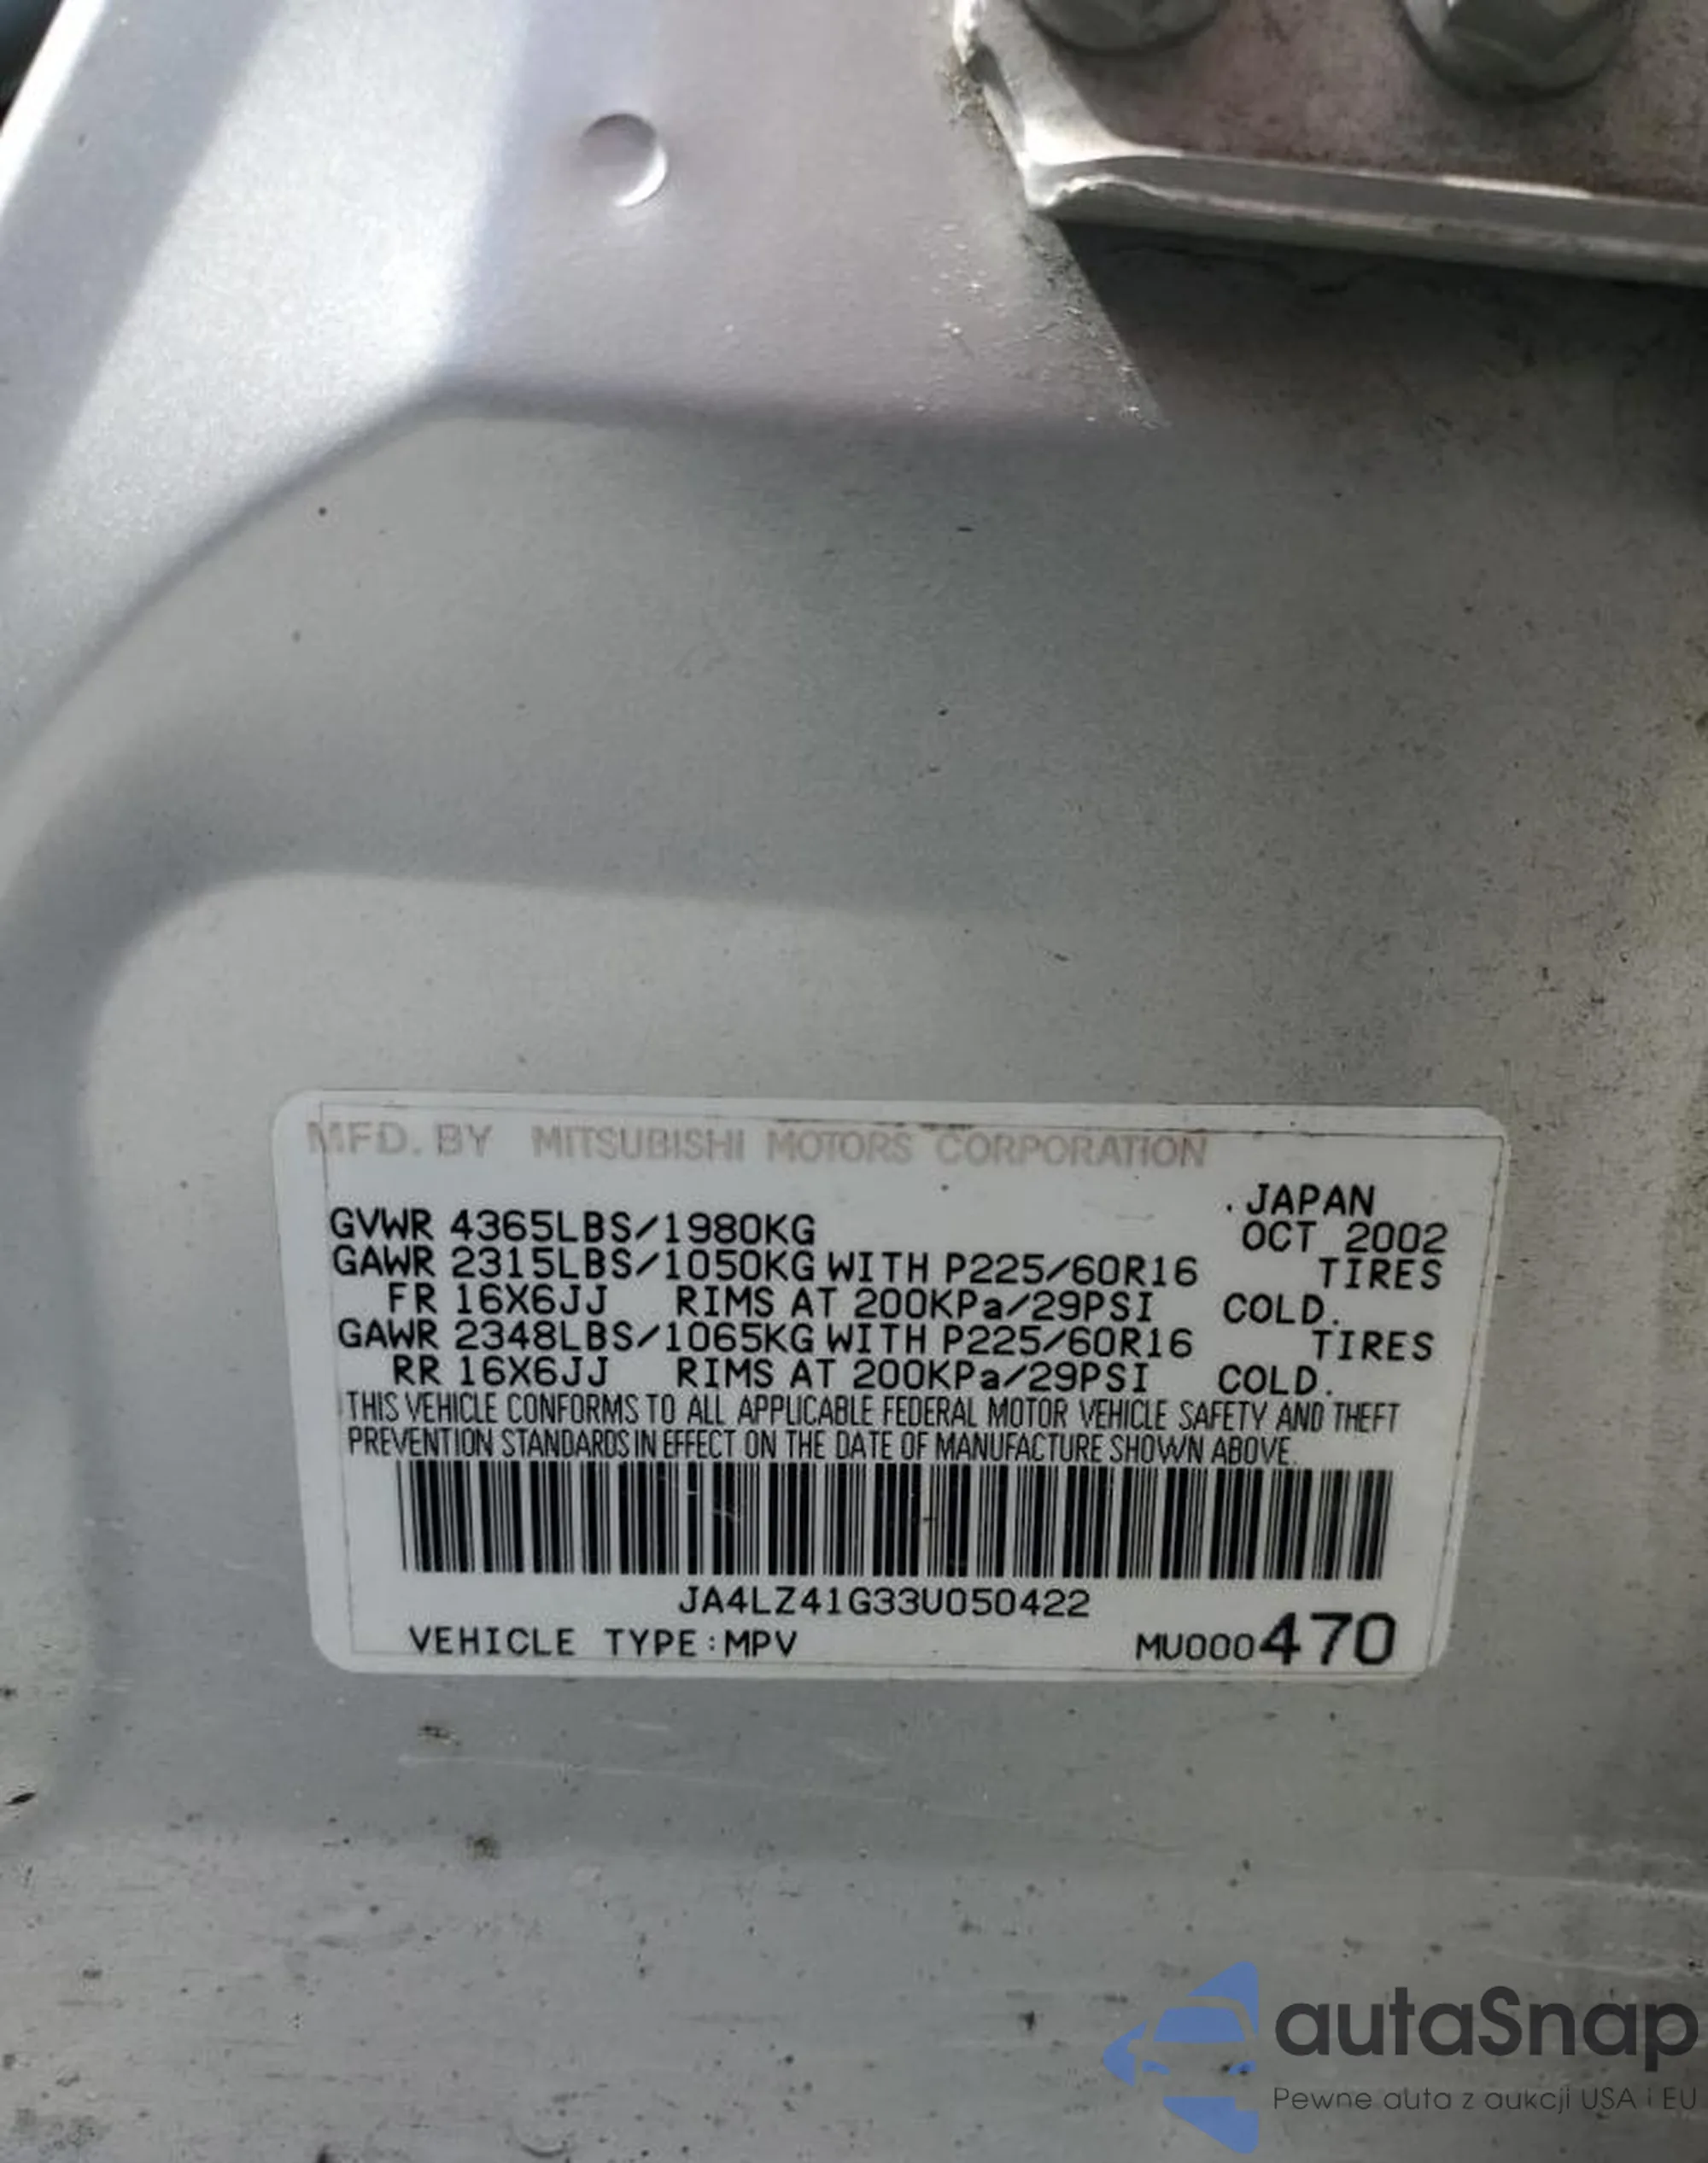 MFD. BY MITSUBISHI MOTORS CORPORATION
.JAPAN
GVWR 4365LBS/1980KG OCT 2002
GAWR 2315LBS/1050KG WITH P225/60R16 TIRES
FR 16X6JJ RIMS AT 200KPa/29PSI COLD.
GAWR 2348LBS/1065KG WITH P225/60R16 TIRES
RR 16X6JJ RIMS AT 200KPa/29PSI COLD.
THIS VEHICLE CONFORMS TO ALL APPLICABLE FEDERAL MOTOR VEHICLE SAFETY AND THEFT
PREVENTION STANDARDS IN EFFECT ON THE DATE OF MANUFACTURE SHOWN ABOVE.
JA4LZ41G33U050422
VEHICLE TYPE:MPV MU000470
autaSnap
Pewne auta z aukcji USA i EU